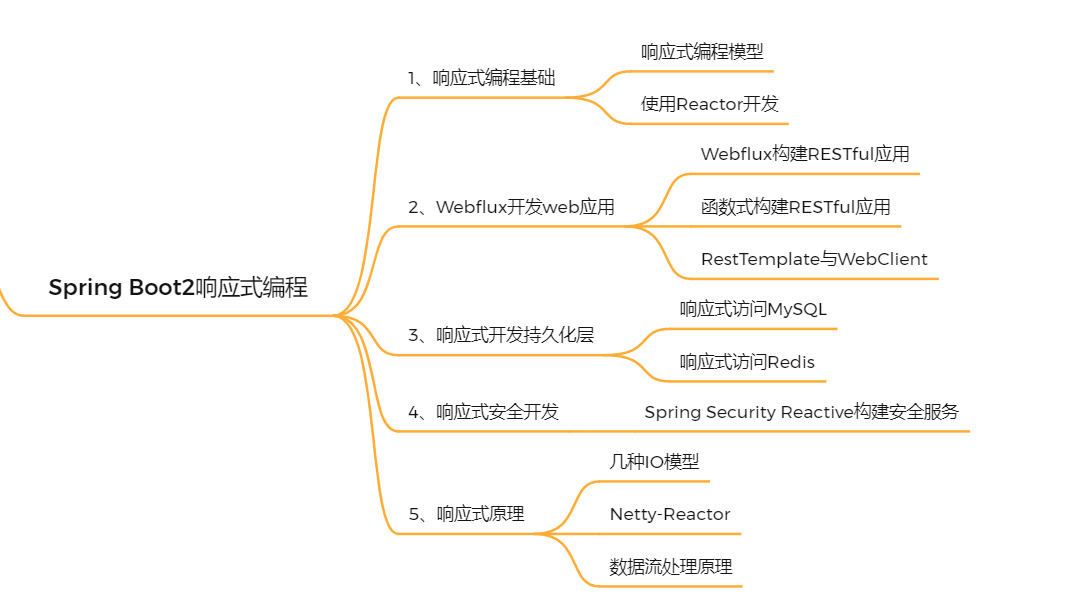 Spring Boot2响应式编程
1、响应式编程基础
响应式编程模型
使用Reactor开发
2、Webflux开发web应用
Webflux构建RESTful应用
函数式构建RESTful应用
RestTemplate与WebClient
3、响应式开发持久化层
响应式访问MySQL
响应式访问Redis
4、响应式安全开发
Spring Security Reactive构建安全服务
5、响应式原理
几种IO模型
Netty-Reactor
数据流处理原理